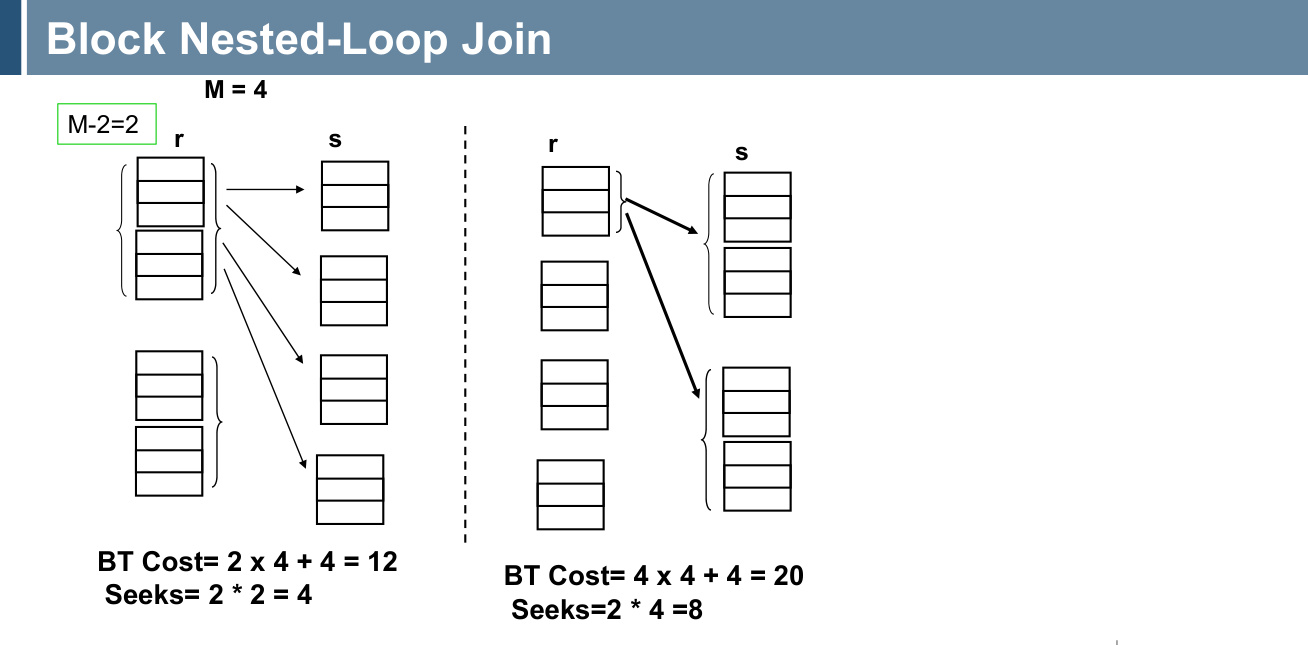 Block Nested-Loop Join
M = 4
M-2=2
r
s
BT Cost= 2 x 4 + 4 = 12
Seeks= 2 * 2 = 4
r
s
BT Cost= 4 x 4 + 4 = 20
Seeks=2 * 4 =8